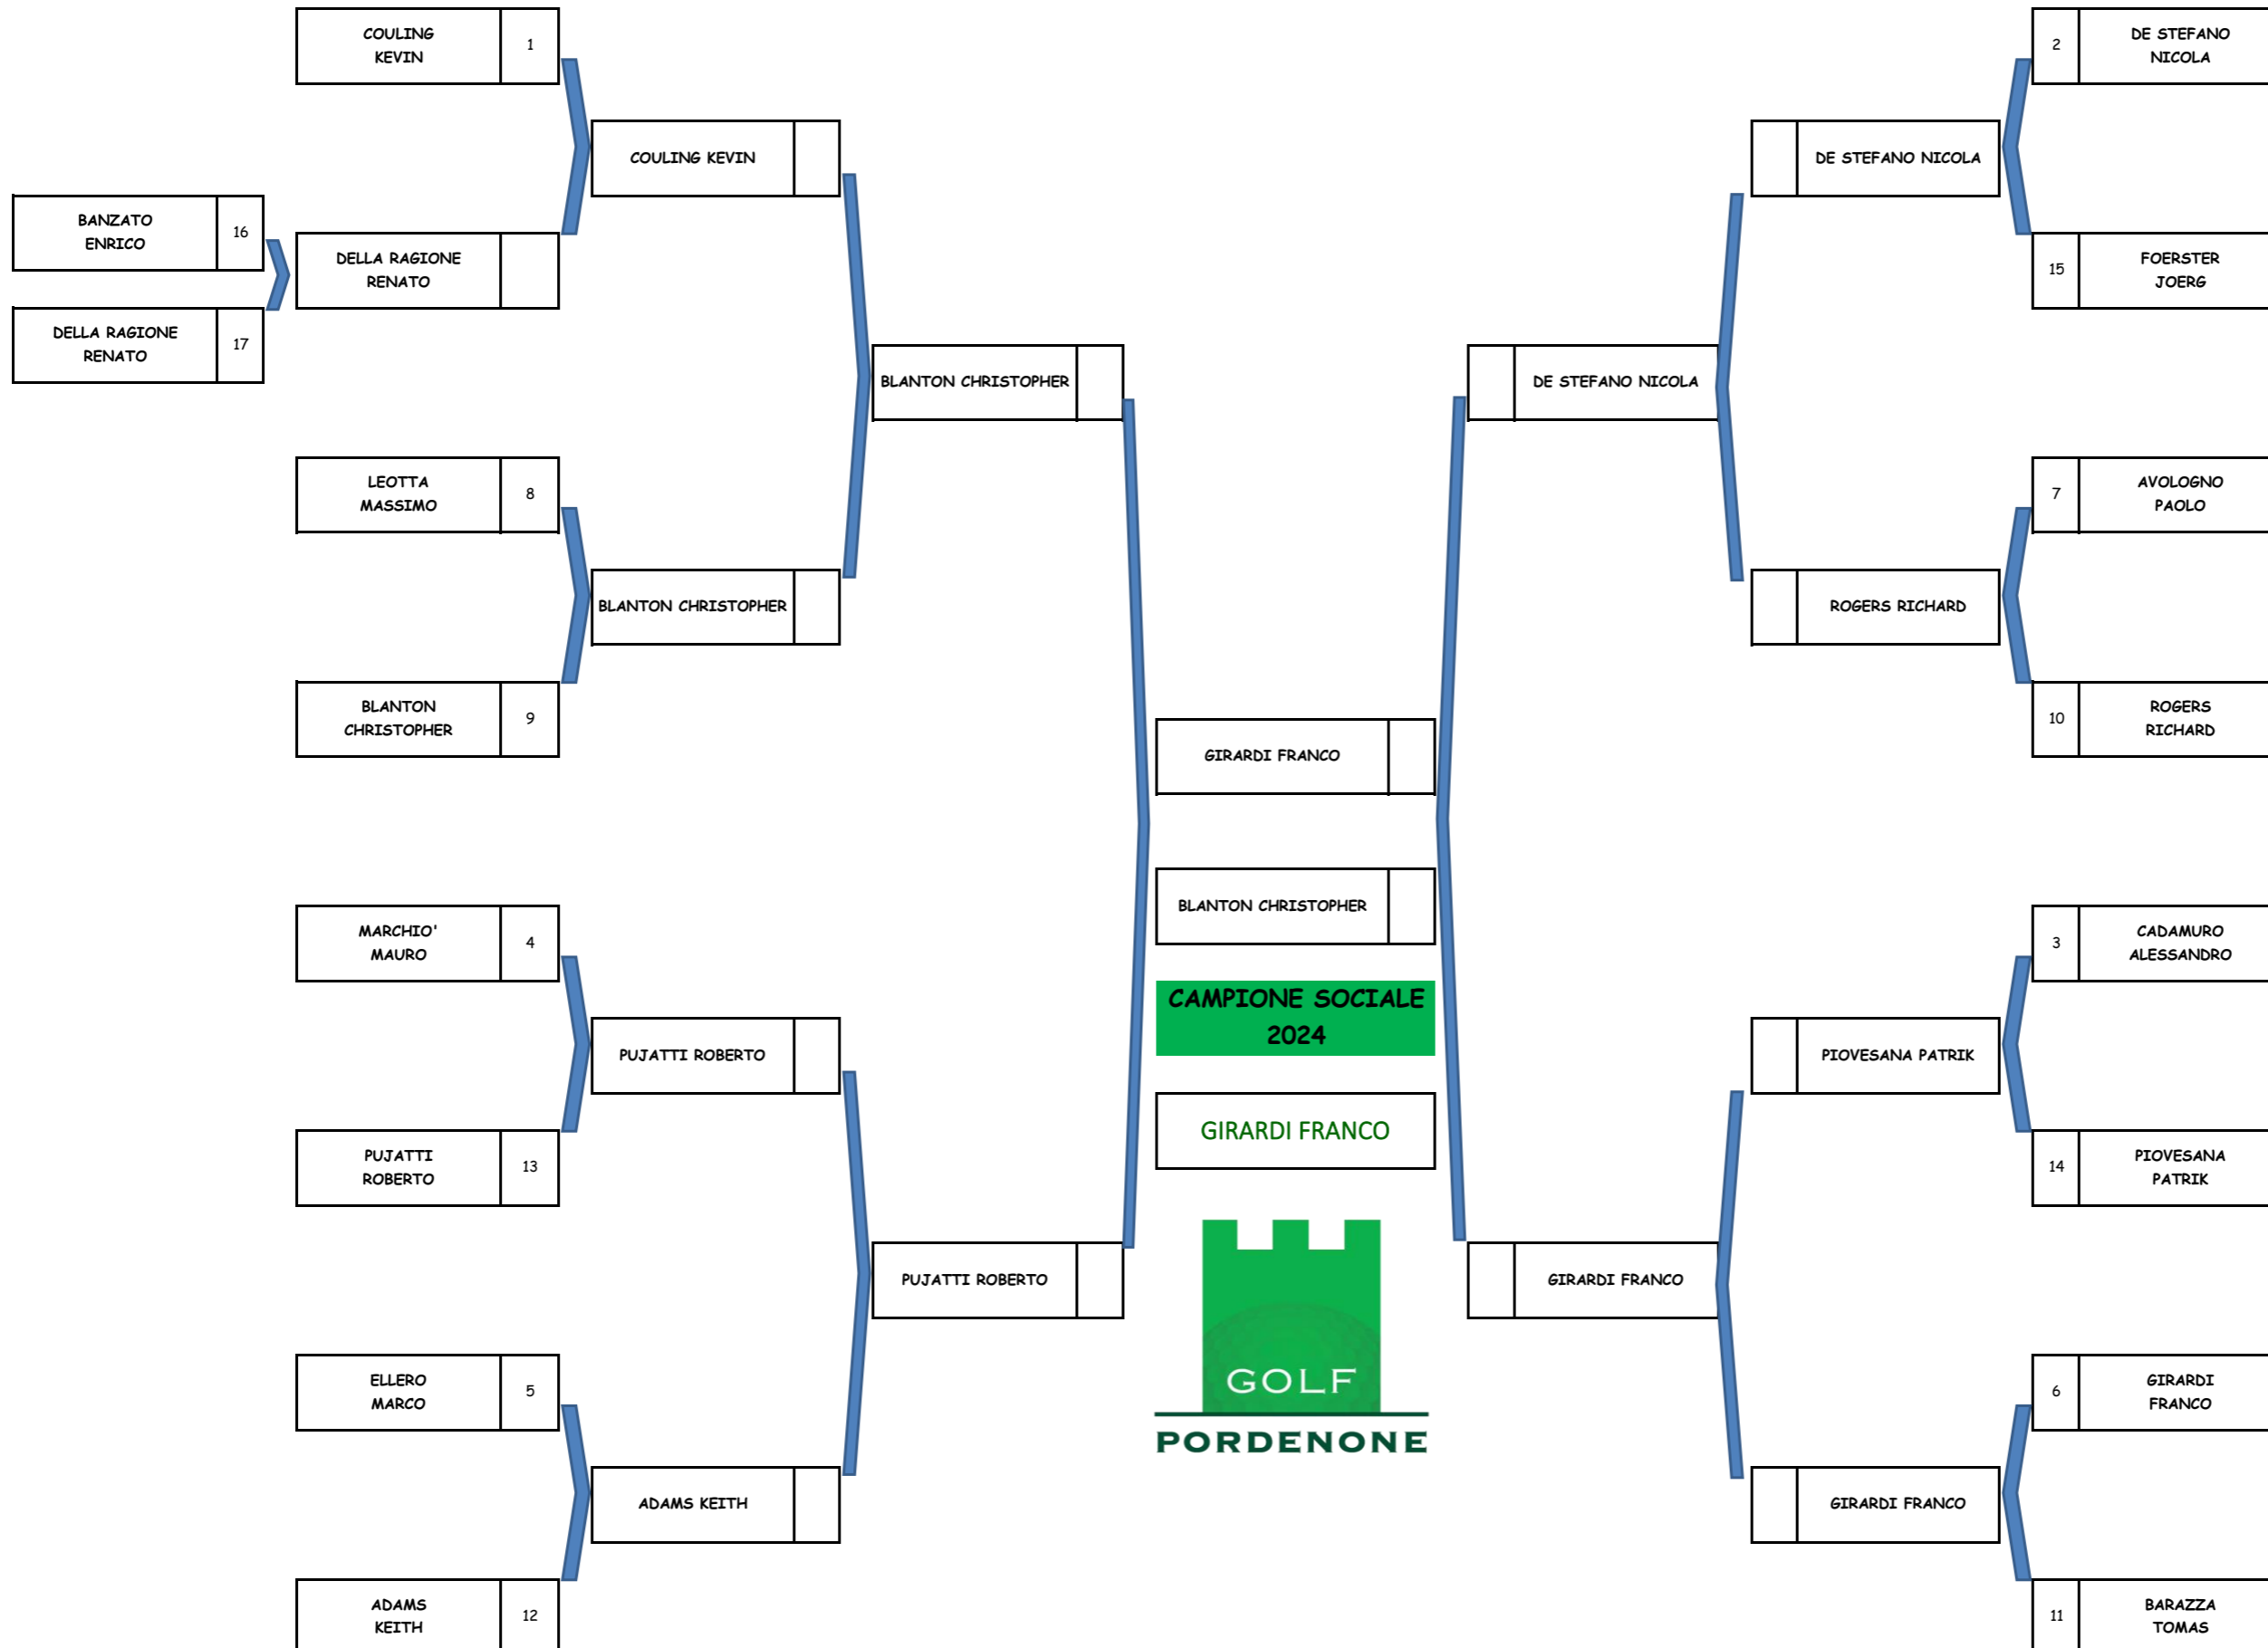 COULING
KEVIN
1
BANZATO
ENRICO
16
DELLA RAGIONE
RENATO
17
DELLA RAGIONE
RENATO
LEOTTA
MASSIMO
8
BLANTON
CHRISTOPHER
9
MARCHIO'
MAURO
4
PUJATTI
ROBERTO
13
ELLERO
MARCO
5
ADAMS
KEITH
12
COULING KEVIN
BLANTON CHRISTOPHER
PUJATTI ROBERTO
ADAMS KEITH
BLANTON CHRISTOPHER
PUJATTI ROBERTO
GIRARDI FRANCO
BLANTON CHRISTOPHER
CAMPIONE SOCIALE
2024
GIRARDI FRANCO
GOLF
PORDENONE
DE STEFANO NICOLA
GIRARDI FRANCO
DE STEFANO NICOLA
ROGERS RICHARD
PIOVESANA PATRIK
GIRARDI FRANCO
2
DE STEFANO
NICOLA
15
FOERSTER
JOERG
7
AVOLOGNO
PAOLO
10
ROGERS
RICHARD
3
CADAMURO
ALESSANDRO
14
PIOVESANA
PATRIK
6
GIRARDI
FRANCO
11
BARAZZA
TOMAS